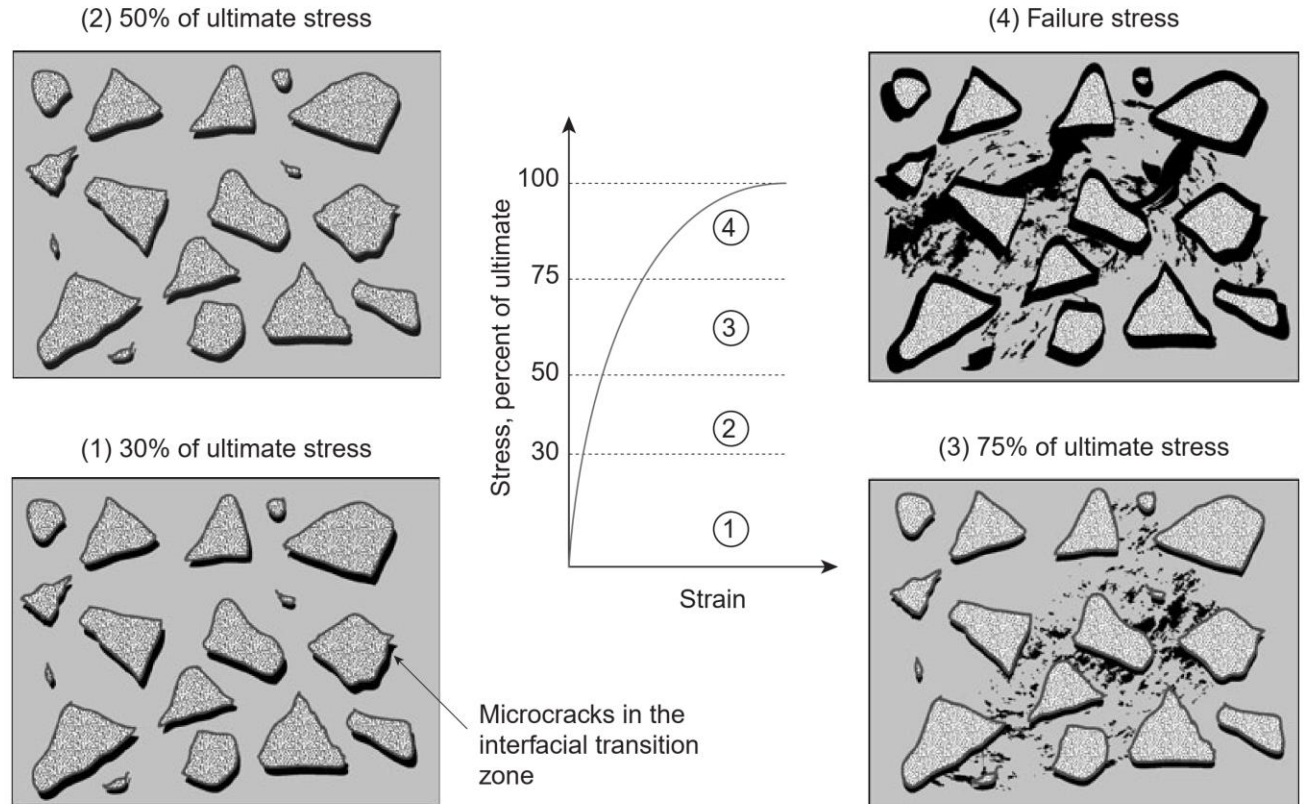 (2) 50% of ultimate stress
(4) Failure stress
Stress, percent of ultimate
100
75
50
30
4
3
2
1
Strain
(1) 30% of ultimate stress
(3) 75% of ultimate stress
Microcracks in the
interfacial transition
zone